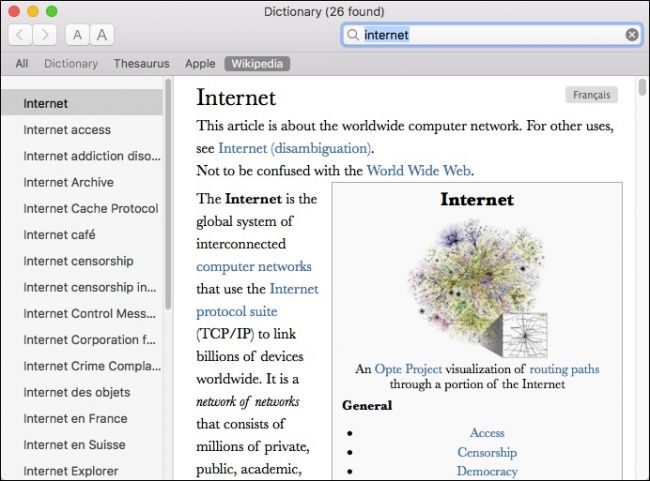 Dictionary (26 found)
A A
internet
All Dictionary Thesaurus Apple Wikipedia
Internet
Internet access
Internet addiction diso...
Internet Archive
Internet Cache Protocol
Internet café
Internet censorship
Internet censorship in...
Internet Control Mess...
Internet Corporation f...
Internet Crime Compla...
Internet des objets
Internet en France
Internet en Suisse
Internet Explorer
Internet
Français
This article is about the worldwide computer network. For other uses,
see Internet (disambiguation).
Not to be confused with the World Wide Web.
The Internet is the
global system of
interconnected
computer networks
that use the Internet
protocol suite
(TCP/IP) to link
billions of devices
worldwide. It is a
network of networks
that consists of
millions of private,
public, academic,
Internet
An Opte Project visualization of routing paths
through a portion of the Internet
General
• Access
• Censorship
• Democracy